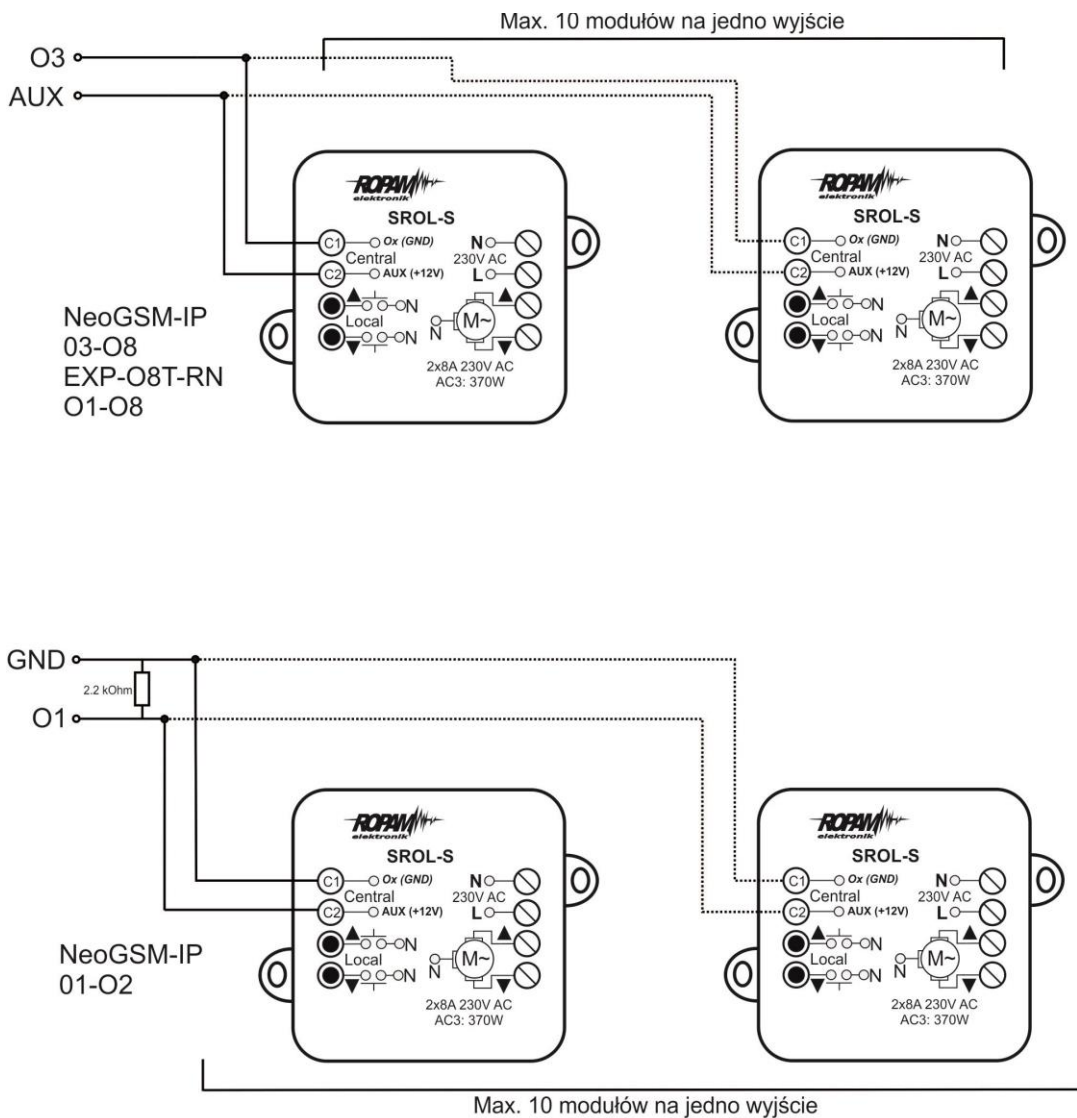 Max. 10 modułów na jedno wyjście
O3
AUX
ROPAM
elektronik
SROL-S
C1 Ox (GND)
Central
C2 AUX (+12V)
N
230V AC
L
N
Local
N
N
M~
2x8A 230V AC
AC3: 370W
ROPAM
elektronik
SROL-S
C1 Ox (GND)
Central
C2 AUX (+12V)
N
230V AC
L
N
Local
N
N
M~
2x8A 230V AC
AC3: 370W
NeoGSM-IP
03-O8
EXP-O8T-RN
O1-O8
GND
2.2 kOhm
O1
ROPAM
elektronik
SROL-S
C1 Ox (GND)
Central
C2 AUX (+12V)
N
230V AC
L
N
Local
N
N
M~
2x8A 230V AC
AC3: 370W
ROPAM
elektronik
SROL-S
C1 Ox (GND)
Central
C2 AUX (+12V)
N
230V AC
L
N
Local
N
N
M~
2x8A 230V AC
AC3: 370W
NeoGSM-IP
01-O2
Max. 10 modułów na jedno wyjście